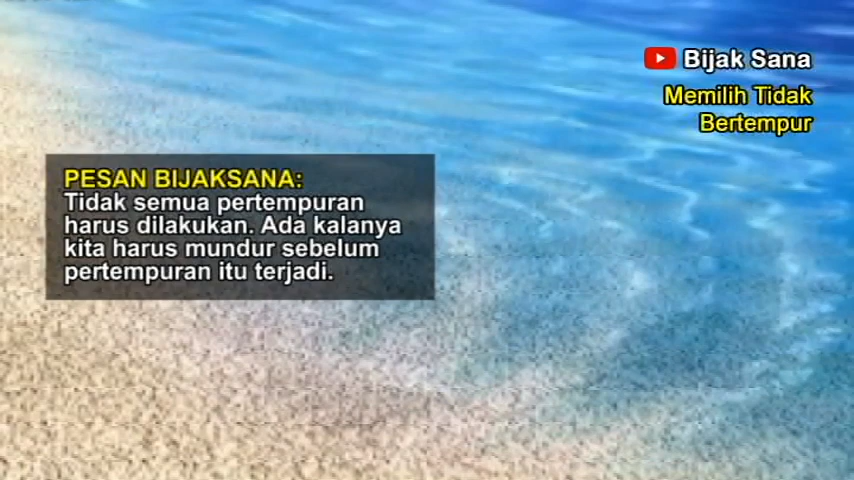 Bijak Sana
Memilih Tidak
Bertempur
PESAN BIJAKSANA:
Tidak semua pertempuran
harus dilakukan. Ada kalanya
kita harus mundur sebelum
pertempuran itu terjadi.